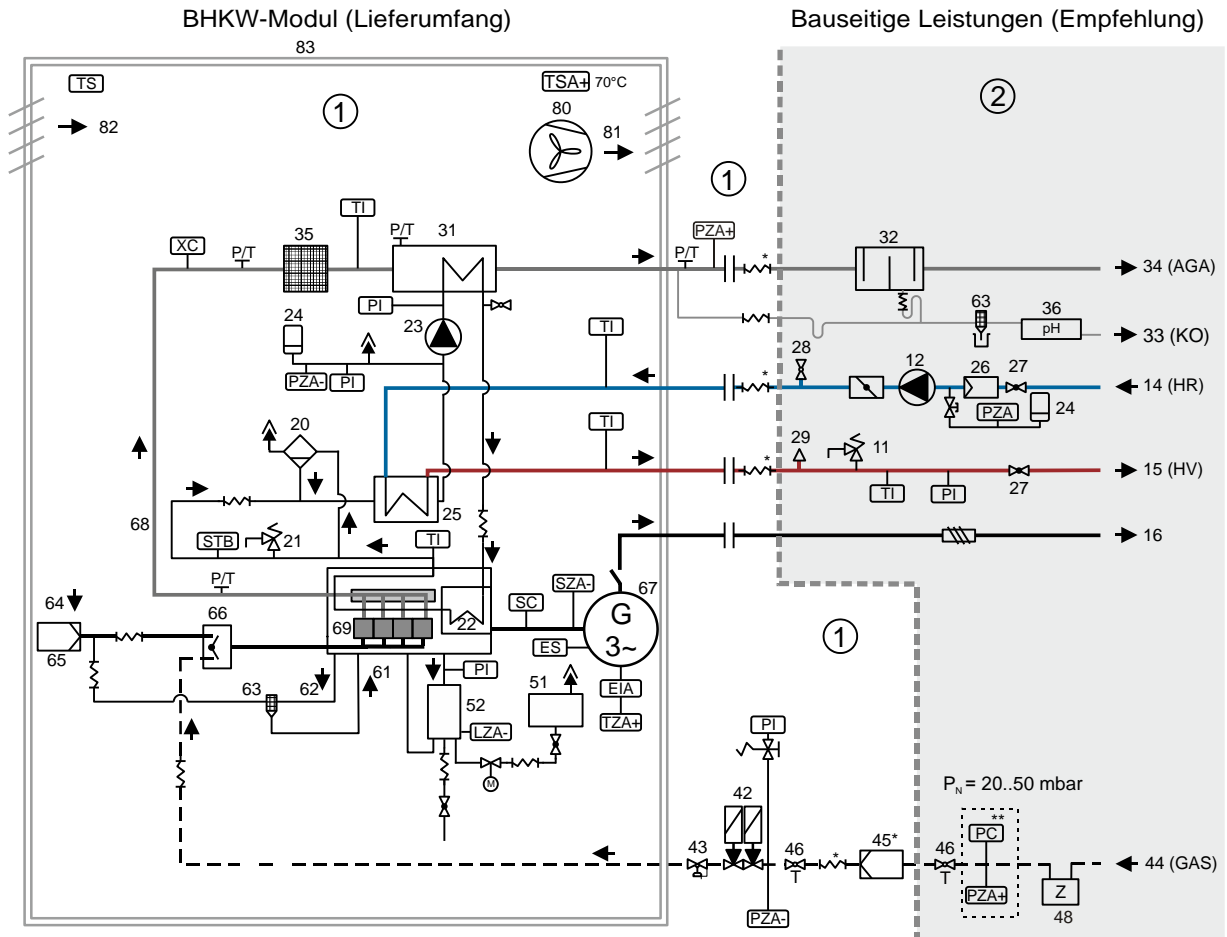 BHKW-Modul (Lieferumfang)
Bauseitige Leistungen (Empfehlung)
83
TS
TSA+ 70°C
1
2
80
82
81
1
TI
P/T
31
PZA+
32
XC
P/T
35
P/T
*
34 (AGA)
PI
24
23
TI
63
36
pH
33 (KO)
28
12
26
27
PZA-
PI
*
14 (HR)
PZA
24
20
TI
29
11
*
15 (HV)
TI
PI
27
68
25
STB
21
TI
16
P/T
SZA-
67
64
SC
G
3~
66
69
22
1
65
ES
61
PI
51
EIA
63
62
52
TZA+
LZA-
PI
M
42
PN = 20..50 mbar
**
43
46
45*
46
PC
*
44 (GAS)
PZA+
Z
PZA-
48